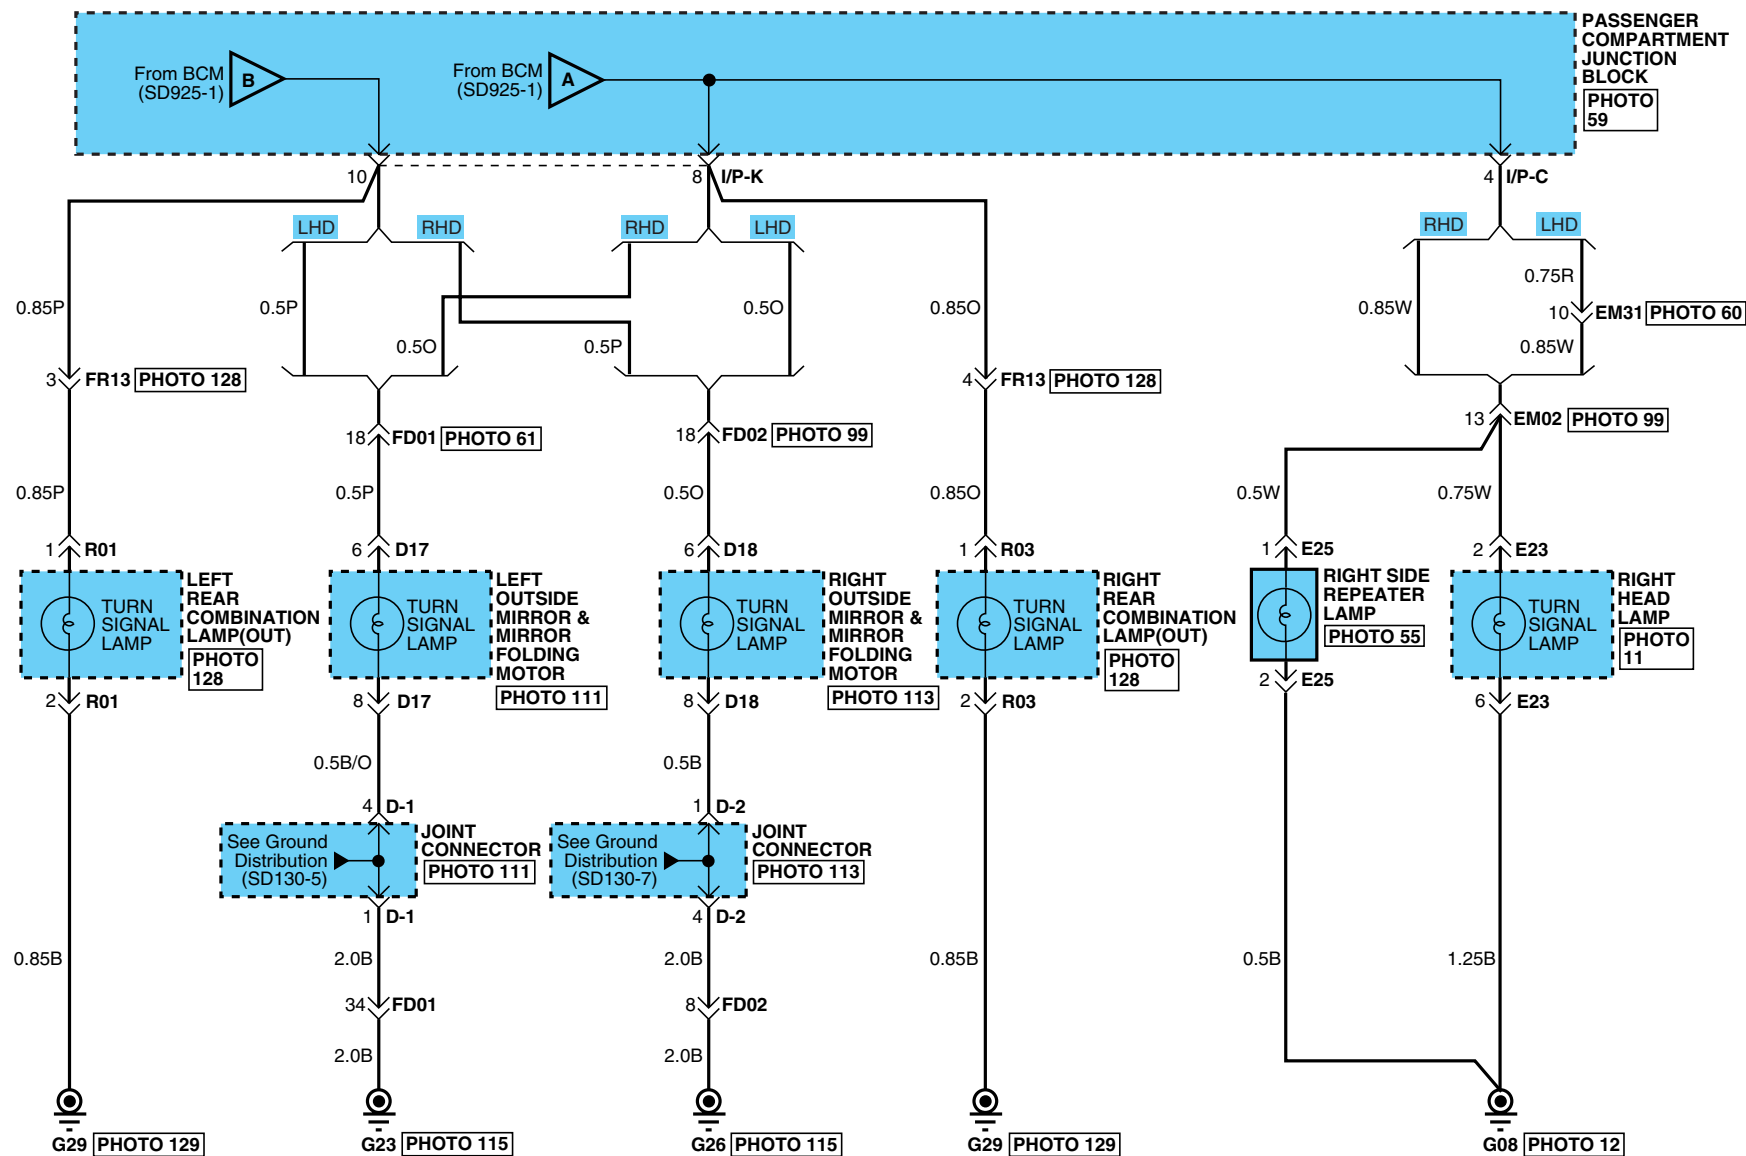 PASSENGER
COMPARTMENT
JUNCTION
BLOCK
PHOTO
59
From BCM
(SD925-1)
B
From BCM
(SD925-1)
A
10
8
I/P-K
4
I/P-C
LHD
RHD
RHD
LHD
RHD
LHD
0.85P
0.5P
0.5O
0.5P
0.5O
0.85O
0.85W
0.75R
10
EM31
PHOTO 60
0.85W
3
FR13
PHOTO 128
4
FR13
PHOTO 128
18
FD01
PHOTO 61
18
FD02
PHOTO 99
13
EM02
PHOTO 99
0.85P
0.5P
0.5O
0.85O
0.5W
0.75W
1
R01
6
D17
6
D18
1
R03
1
E25
2
E23
TURN
SIGNAL
LAMP
LEFT
REAR
COMBINATION
LAMP(OUT)
PHOTO
128
TURN
SIGNAL
LAMP
LEFT
OUTSIDE
MIRROR &
MIRROR
FOLDING
MOTOR
PHOTO 111
TURN
SIGNAL
LAMP
RIGHT
OUTSIDE
MIRROR &
MIRROR
FOLDING
MOTOR
PHOTO 113
TURN
SIGNAL
LAMP
RIGHT
REAR
COMBINATION
LAMP(OUT)
PHOTO
128
RIGHT SIDE
REPEATER
LAMP
PHOTO 55
TURN
SIGNAL
LAMP
RIGHT
HEAD
LAMP
PHOTO
11
2
R01
8
D17
8
D18
2
R03
2
E25
6
E23
0.5B/O
0.5B
4
D-1
1
D-2
See Ground
Distribution
(SD130-5)
JOINT
CONNECTOR
PHOTO 111
See Ground
Distribution
(SD130-7)
JOINT
CONNECTOR
PHOTO 113
1
D-1
4
D-2
0.85B
2.0B
2.0B
0.85B
0.5B
1.25B
34
FD01
8
FD02
2.0B
2.0B
G29
PHOTO 129
G23
PHOTO 115
G26
PHOTO 115
G29
PHOTO 129
G08
PHOTO 12